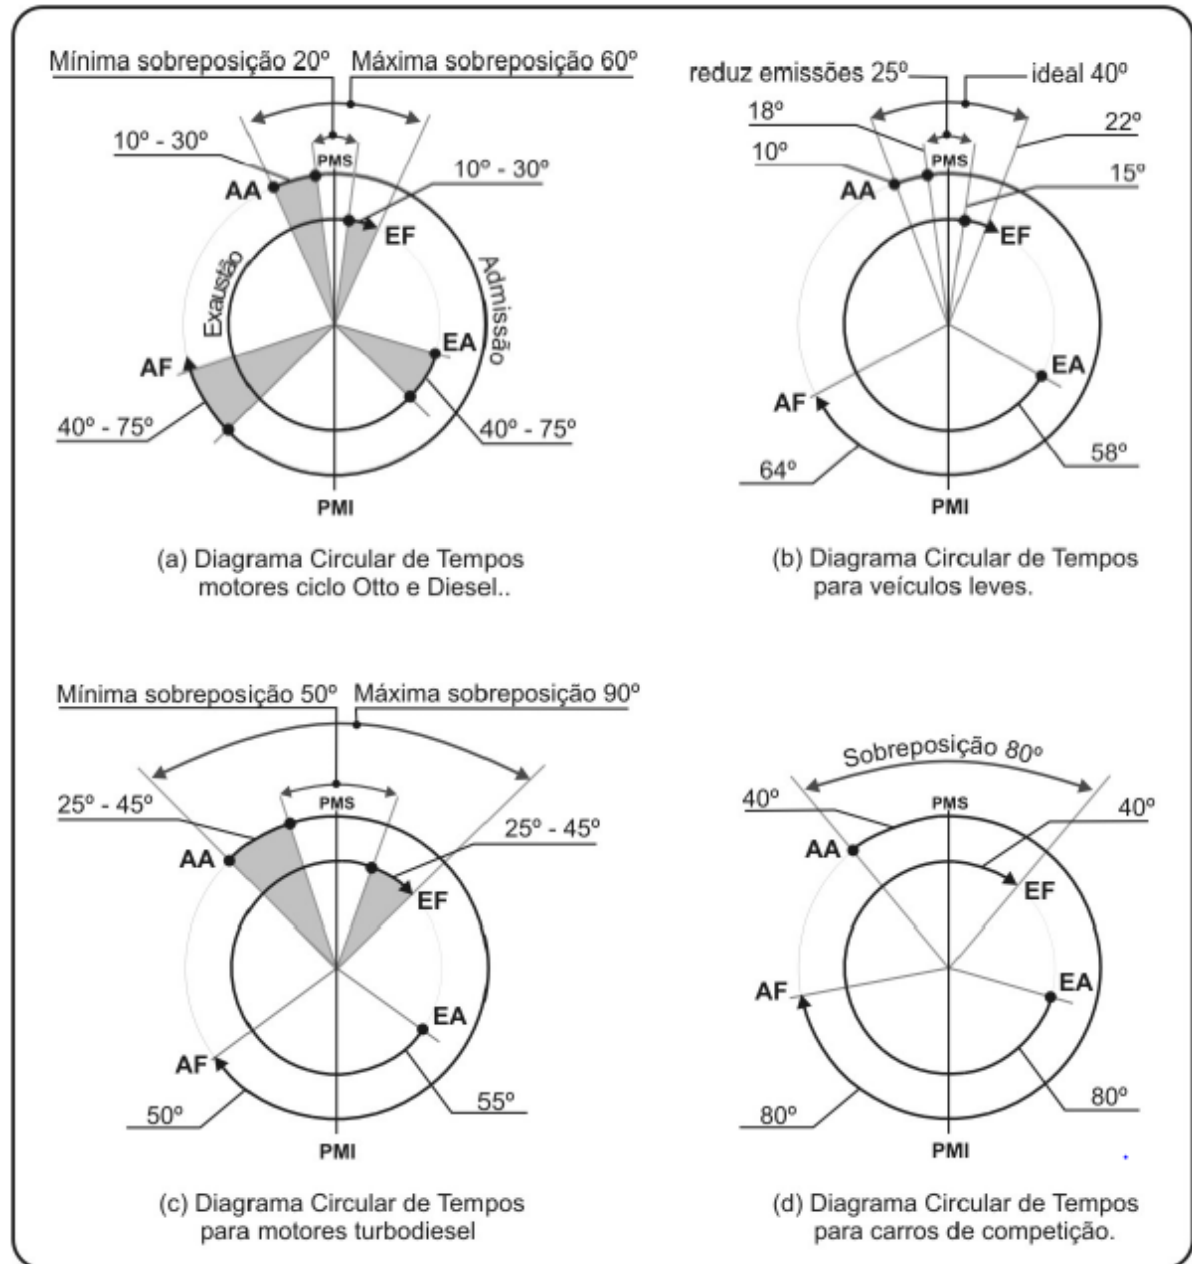 Mínima sobreposição 20º
Máxima sobreposição 60º
10º - 30º
PMS
10º - 30º
AA
EF
Exaustão
Admissão
EA
AF
40º - 75º
40º - 75º
PMI
(a) Diagrama Circular de Tempos
motores ciclo Otto e Diesel..
reduz emissões 25º
ideal 40º
18º
22º
10º
PMS
15º
AA
EF
EA
AF
58º
64º
PMI
(b) Diagrama Circular de Tempos
para veículos leves.
Mínima sobreposição 50º
Máxima sobreposição 90º
25º - 45º
PMS
25º - 45º
AA
EF
EA
AF
50º
55º
PMI
(c) Diagrama Circular de Tempos
para motores turbodiesel
Sobreposição 80º
40º
PMS
40º
AA
EF
EA
AF
80º
80º
PMI
(d) Diagrama Circular de Tempos
para carros de competição.